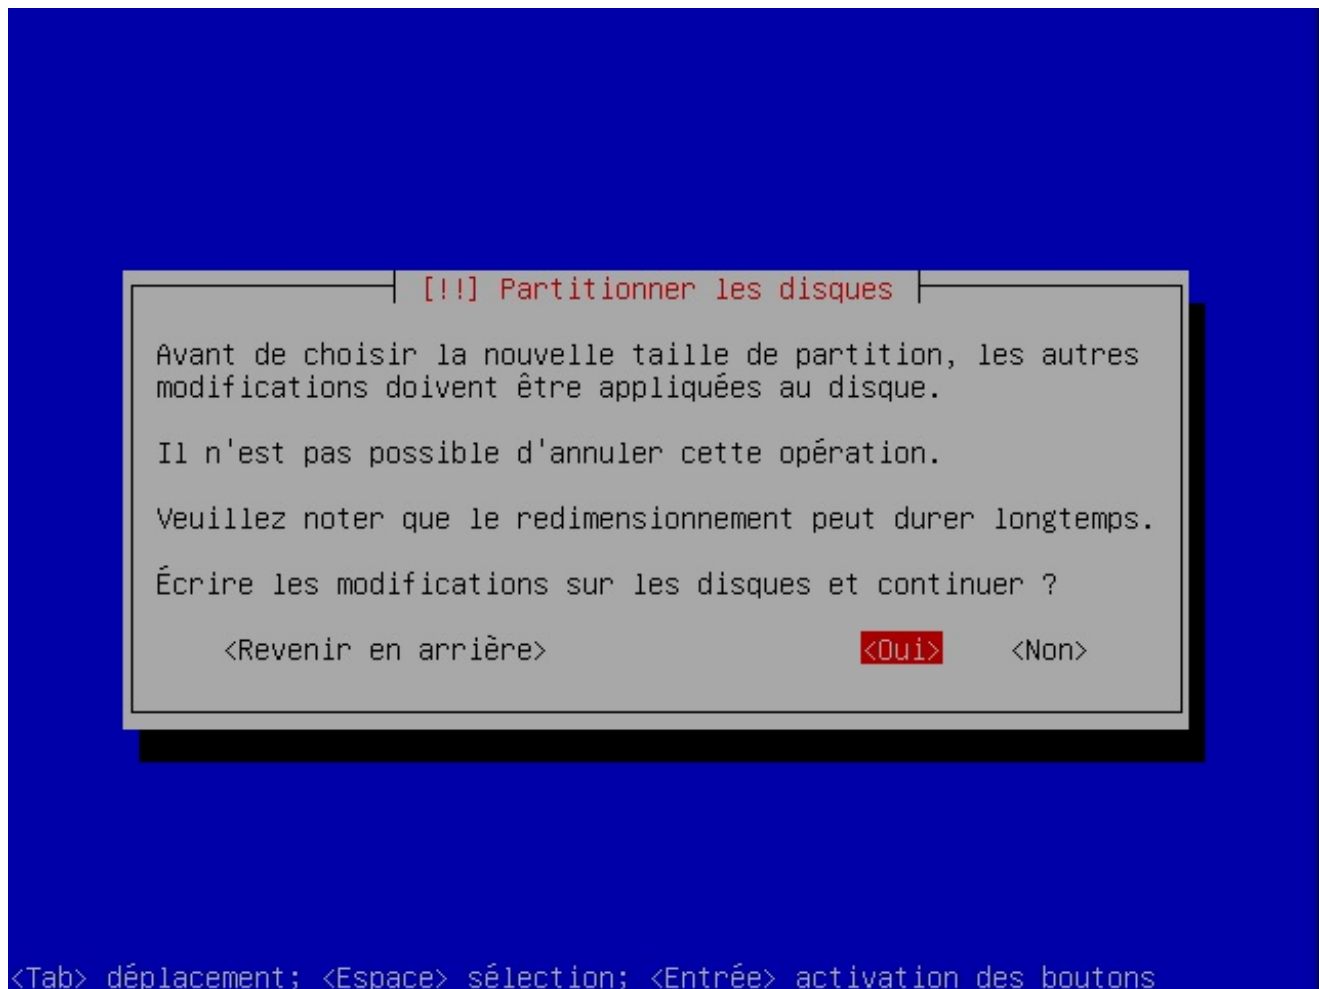 [!!] Partitionner les disques
Avant de choisir la nouvelle taille de partition, les autres
modifications doivent être appliquées au disque.
Il n'est pas possible d'annuler cette opération.
Veuillez noter que le redimensionnement peut durer longtemps.
Écrire les modifications sur les disques et continuer ?
<Revenir en arrière> <Oui> <Non>
<Tab> déplacement; <Espace> sélection; <Entrée> activation des boutons